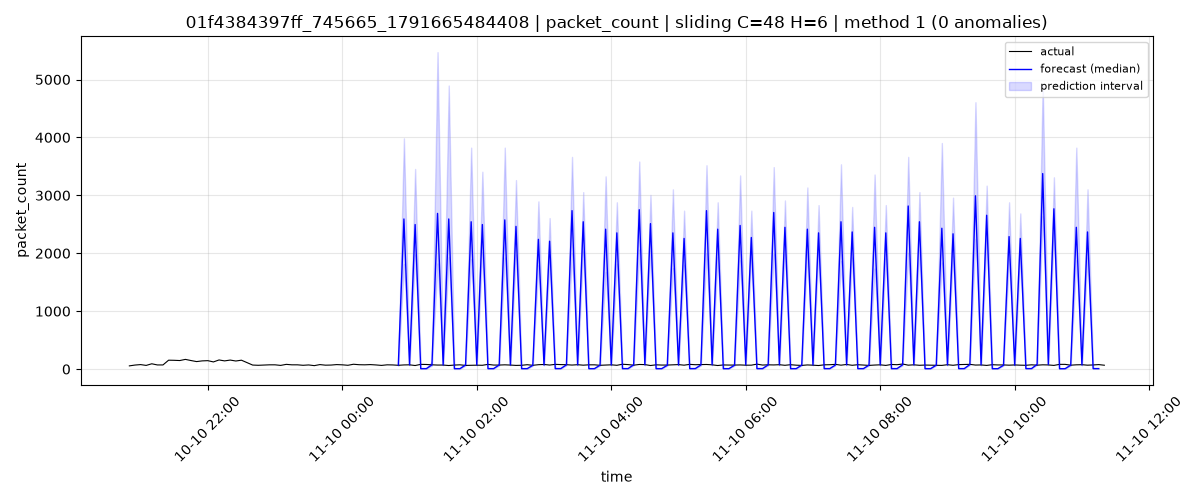 01f4384397ff_745665_1791665484408 | packet_count | sliding C=48 H=6 | method 1 (0 anomalies)
actual
forecast (median)
prediction interval
packet_count
5000
4000
3000
2000
1000
0
10-10 22:00
11-10 00:00
11-10 02:00
11-10 04:00
11-10 06:00
11-10 08:00
11-10 10:00
11-10 12:00
time